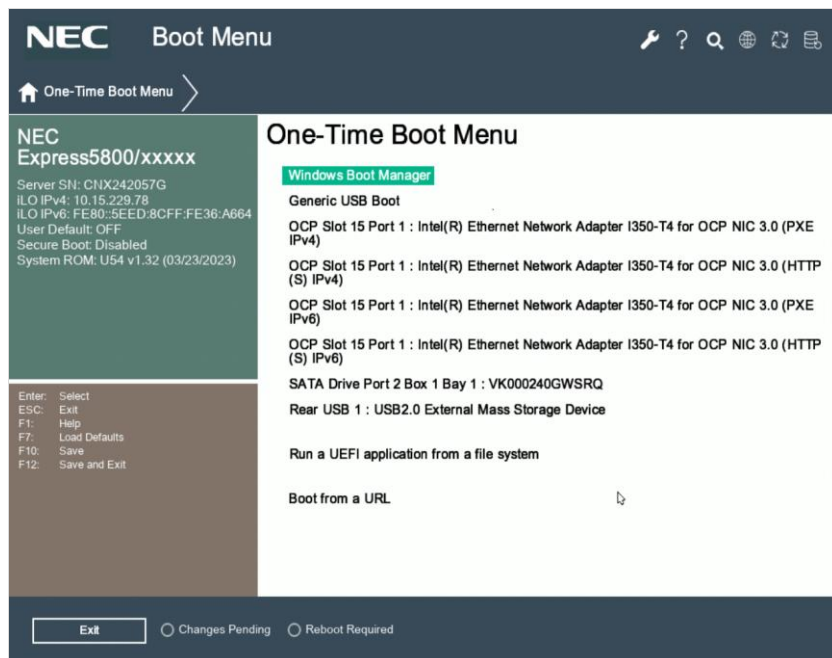 NEC Boot Menu
One-Time Boot Menu
NEC
Express5800/xxxxx
Server SN: CNX242057G
iLO IPv4: 10.15.229.78
iLO IPv6: FE80::5EED:8CFF:FE36:A664
User Default: OFF
Secure Boot: Disabled
System ROM: U54 v1.32 (03/23/2023)
Enter: Select
ESC: Exit
F1: Help
F7: Load Defaults
F10: Save
F12: Save and Exit
One-Time Boot Menu
Windows Boot Manager
Generic USB Boot
OCP Slot 15 Port 1 : Intel(R) Ethernet Network Adapter I350-T4 for OCP NIC 3.0 (PXE
IPv4)
OCP Slot 15 Port 1 : Intel(R) Ethernet Network Adapter I350-T4 for OCP NIC 3.0 (HTTP
(S) IPv4)
OCP Slot 15 Port 1 : Intel(R) Ethernet Network Adapter I350-T4 for OCP NIC 3.0 (PXE
IPv6)
OCP Slot 15 Port 1 : Intel(R) Ethernet Network Adapter I350-T4 for OCP NIC 3.0 (HTTP
(S) IPv6)
SATA Drive Port 2 Box 1 Bay 1 : VK000240GWSRQ
Rear USB 1 : USB2.0 External Mass Storage Device
Run a UEFI application from a file system
Boot from a URL
Exit
Changes Pending
Reboot Required